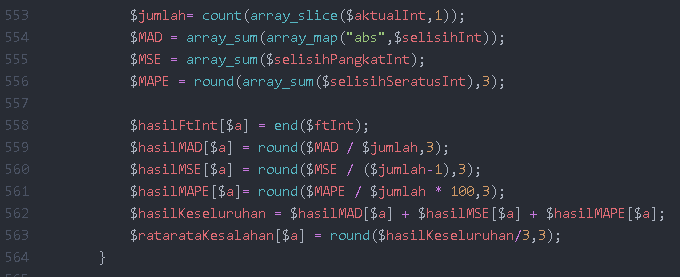 553 $jumlah= count(array_slice($aktualInt,1));
554 $MAD = array_sum(array_map("abs",$selisihInt));
555 $MSE = array_sum($selisihPangkatInt);
556 $MAPE = round(array_sum($selisihSeratusInt),3);
557
558 $hasilFtInt[$a] = end($ftInt);
559 $hasilMAD[$a] = round($MAD / $jumlah,3);
560 $hasilMSE[$a] = round($MSE / ($jumlah-1),3);
561 $hasilMAPE[$a]= round($MAPE / $jumlah * 100,3);
562 $hasilKeseluruhan = $hasilMAD[$a] + $hasilMSE[$a] + $hasilMAPE[$a];
563 $ratarataKesalahan[$a] = round($hasilKeseluruhan/3,3);
564 }